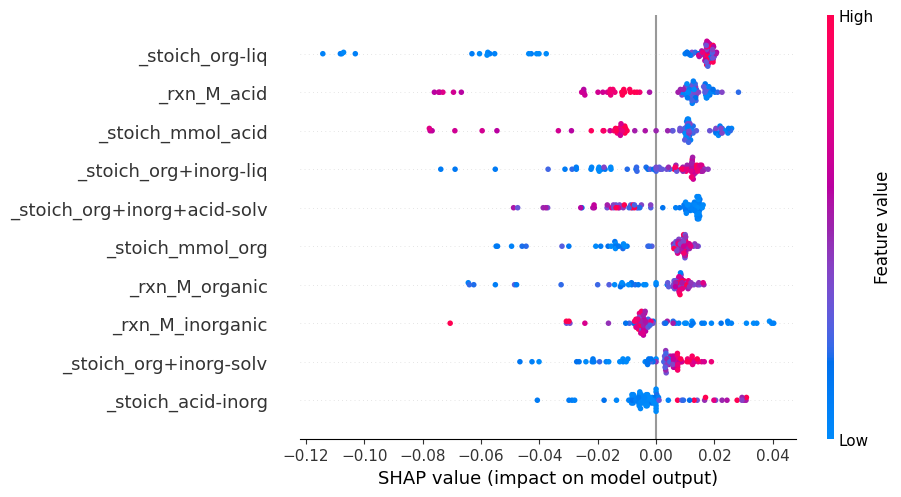 High
_stoich_org-liq
_rxn_M_acid
_stoich_mmol_acid
_stoich_org+inorg-liq
_stoich_org+inorg+acid-solv
_stoich_mmol_org
_rxn_M_organic
_rxn_M_inorganic
_stoich_org+inorg-solv
_stoich_acid-inorg
Feature value
Low
−0.12 −0.10 −0.08 −0.06 −0.04 −0.02 0.00 0.02 0.04
SHAP value (impact on model output)